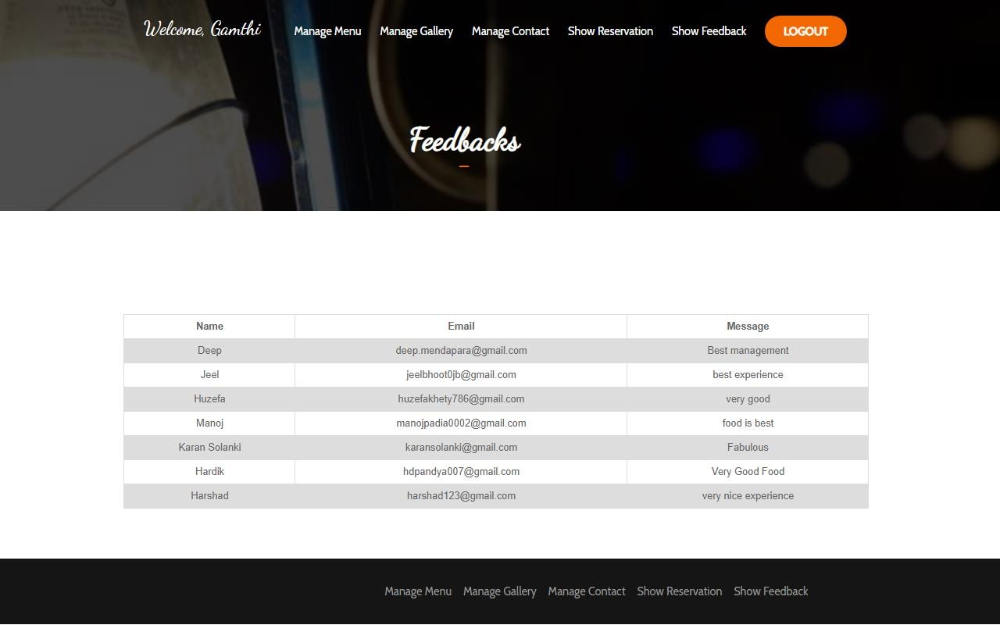 Welcome, Gamthi Manage Menu Manage Gallery Manage Contact Show Reservation Show Feedback LOGOUT
Feedbacks
Name Email Message
Deep deep.mendapara@gmail.com Best management
Jeel jeelbhoot0jb@gmail.com best experience
Huzefa huzefakhety786@gmail.com very good
Manoj manojpadia0002@gmail.com food is best
Karan Solanki karansolanki@gmail.com Fabulous
Hardik hdpandya007@gmail.com Very Good Food
Harshad harshad123@gmail.com very nice experience
Manage Menu Manage Gallery Manage Contact Show Reservation Show Feedback